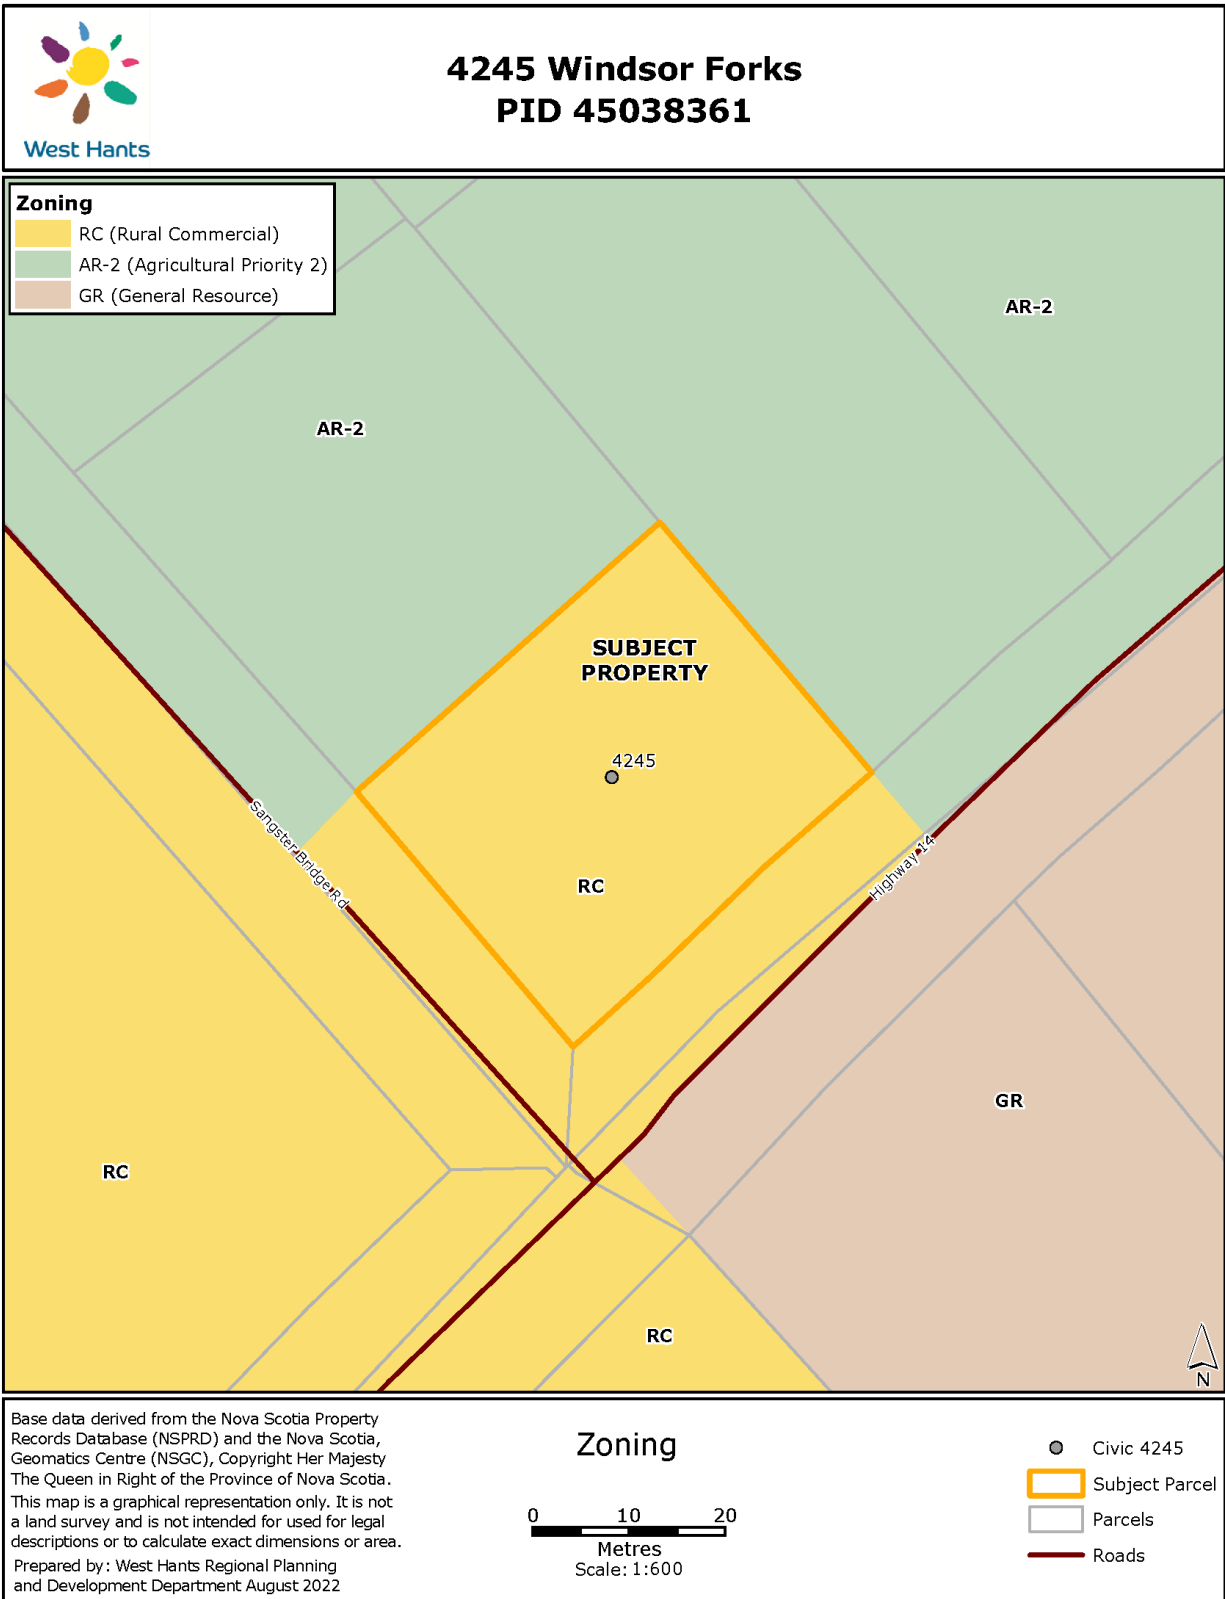 West Hants
4245 Windsor Forks
PID 45038361
Zoning
RC (Rural Commercial)
AR-2 (Agricultural Priority 2)
GR (General Resource)
AR-2
AR-2
SUBJECT
PROPERTY
4245
Sangster Bridge Rd
Highway 14
RC
GR
RC
RC
N
Base data derived from the Nova Scotia Property
Records Database (NSPRD) and the Nova Scotia,
Geomatics Centre (NSGC), Copyright Her Majesty
The Queen in Right of the Province of Nova Scotia.
This map is a graphical representation only. It is not
a land survey and is not intended for used for legal
descriptions or to calculate exact dimensions or area.
Prepared by: West Hants Regional Planning
and Development Department August 2022
Zoning
0 10 20
Metres
Scale: 1:600
Civic 4245
Subject Parcel
Parcels
Roads